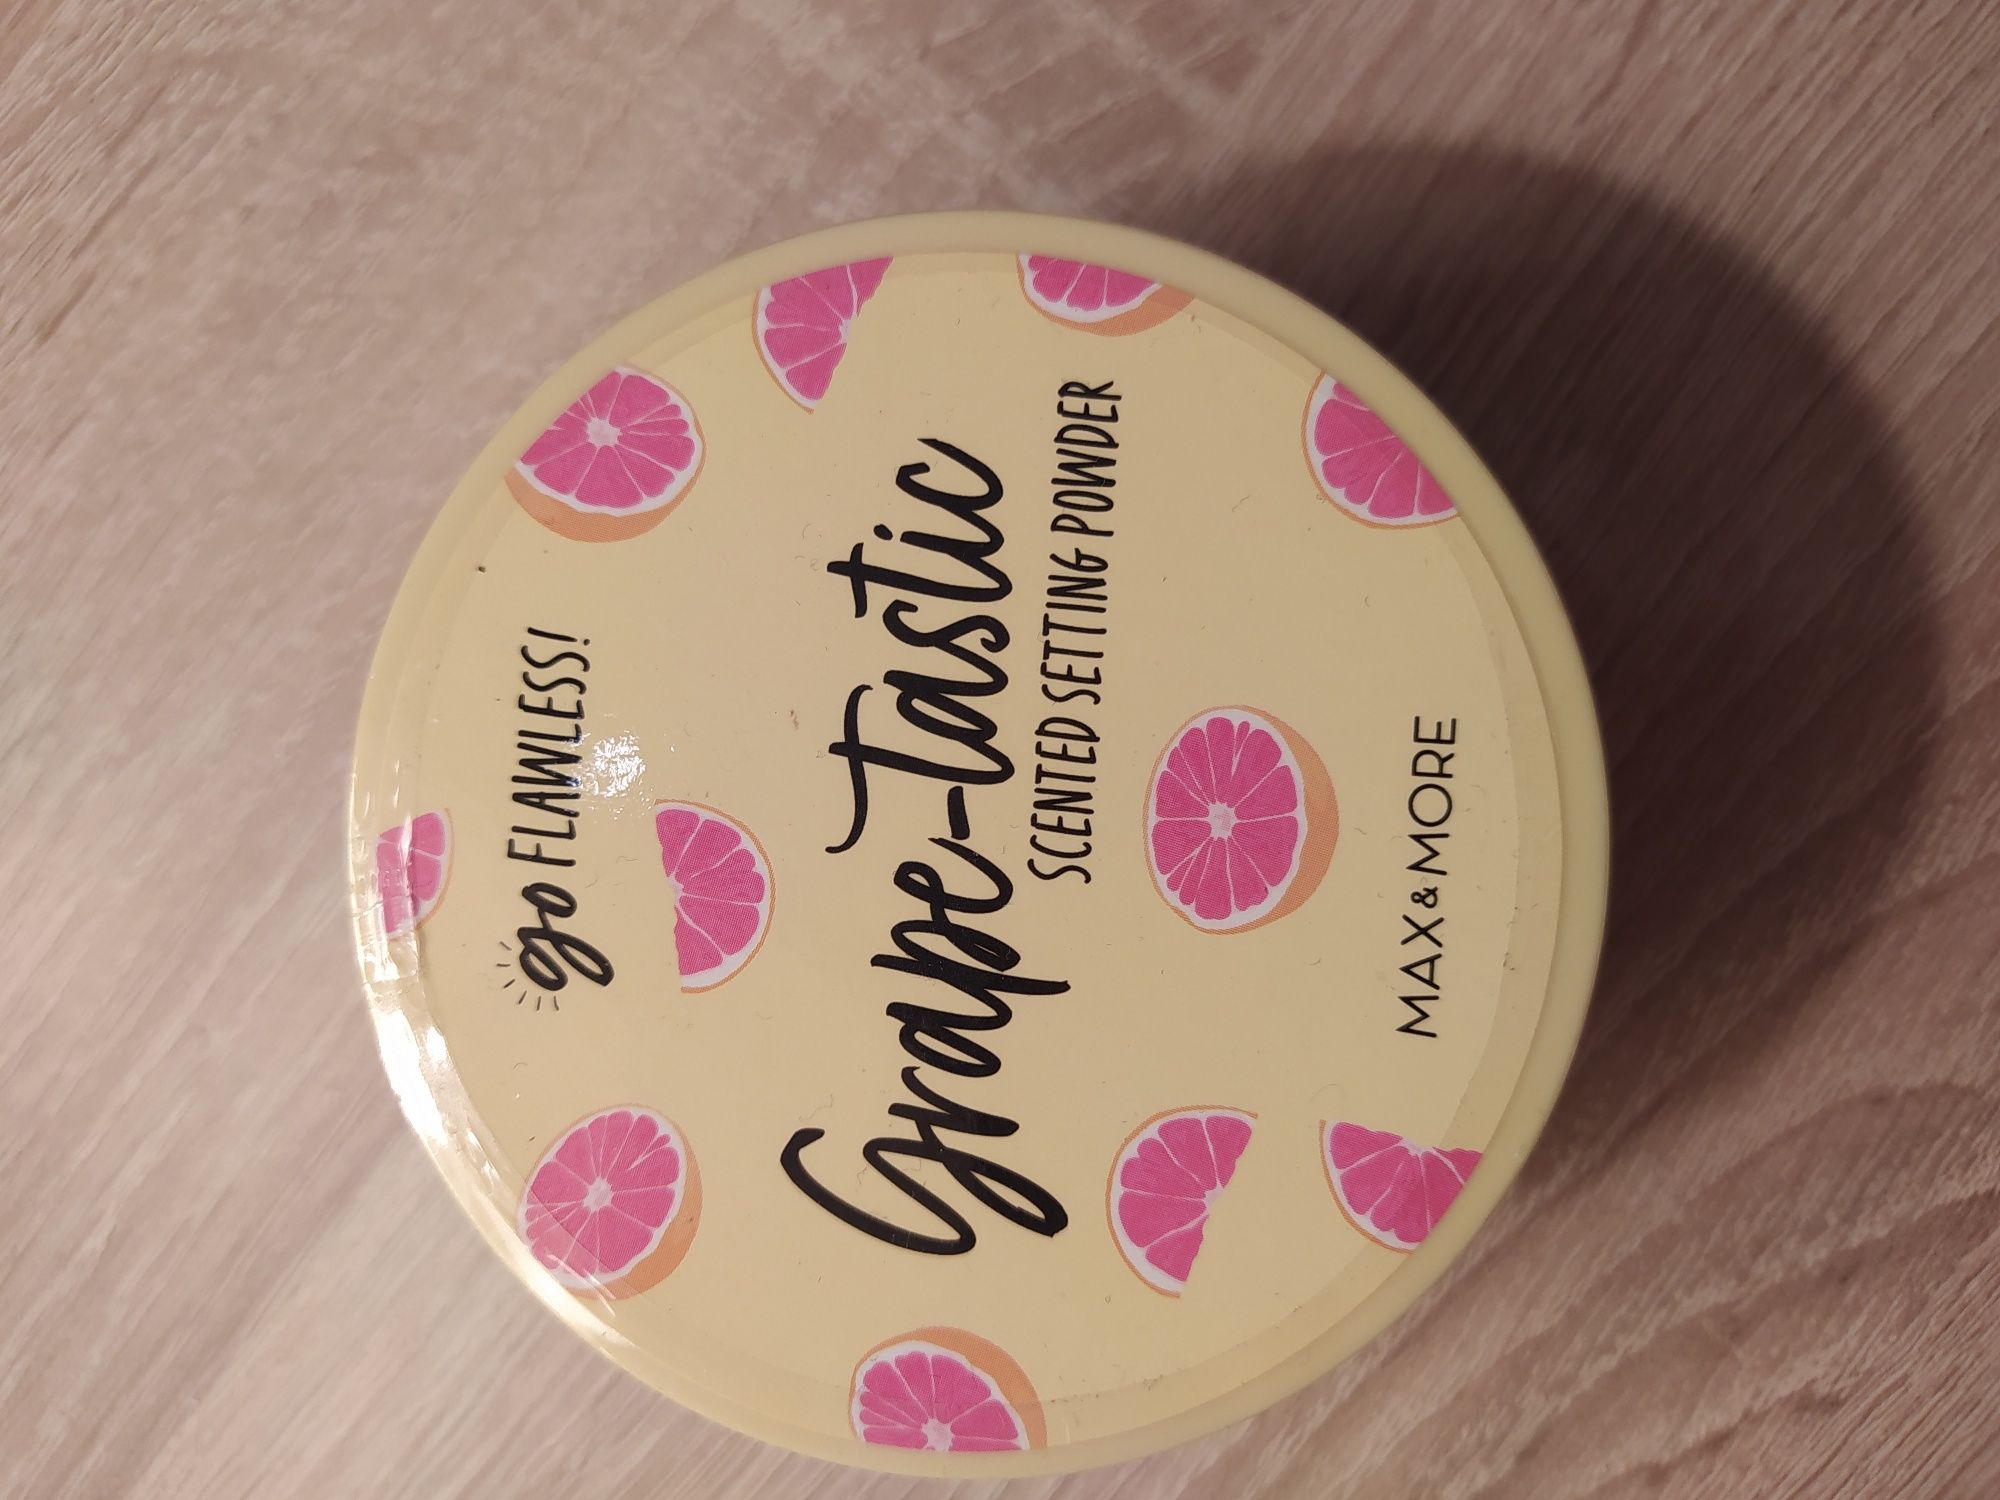 go FLAWLESS!
Grape-Tastic
SCENTED SETTING POWDER
MAX & MORE